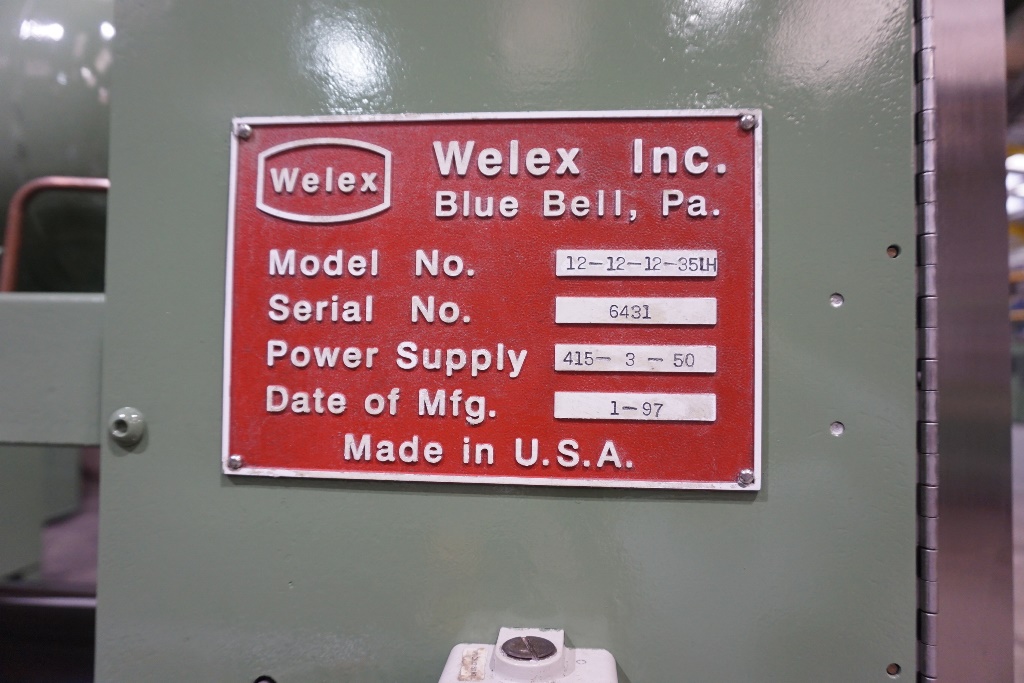 Welex
Welex Inc.
Blue Bell, Pa.
Model No. 12-12-12-35LH
Serial No. 6431
Power Supply 415- 3 - 50
Date of Mfg. 1-97
Made in U.S.A.